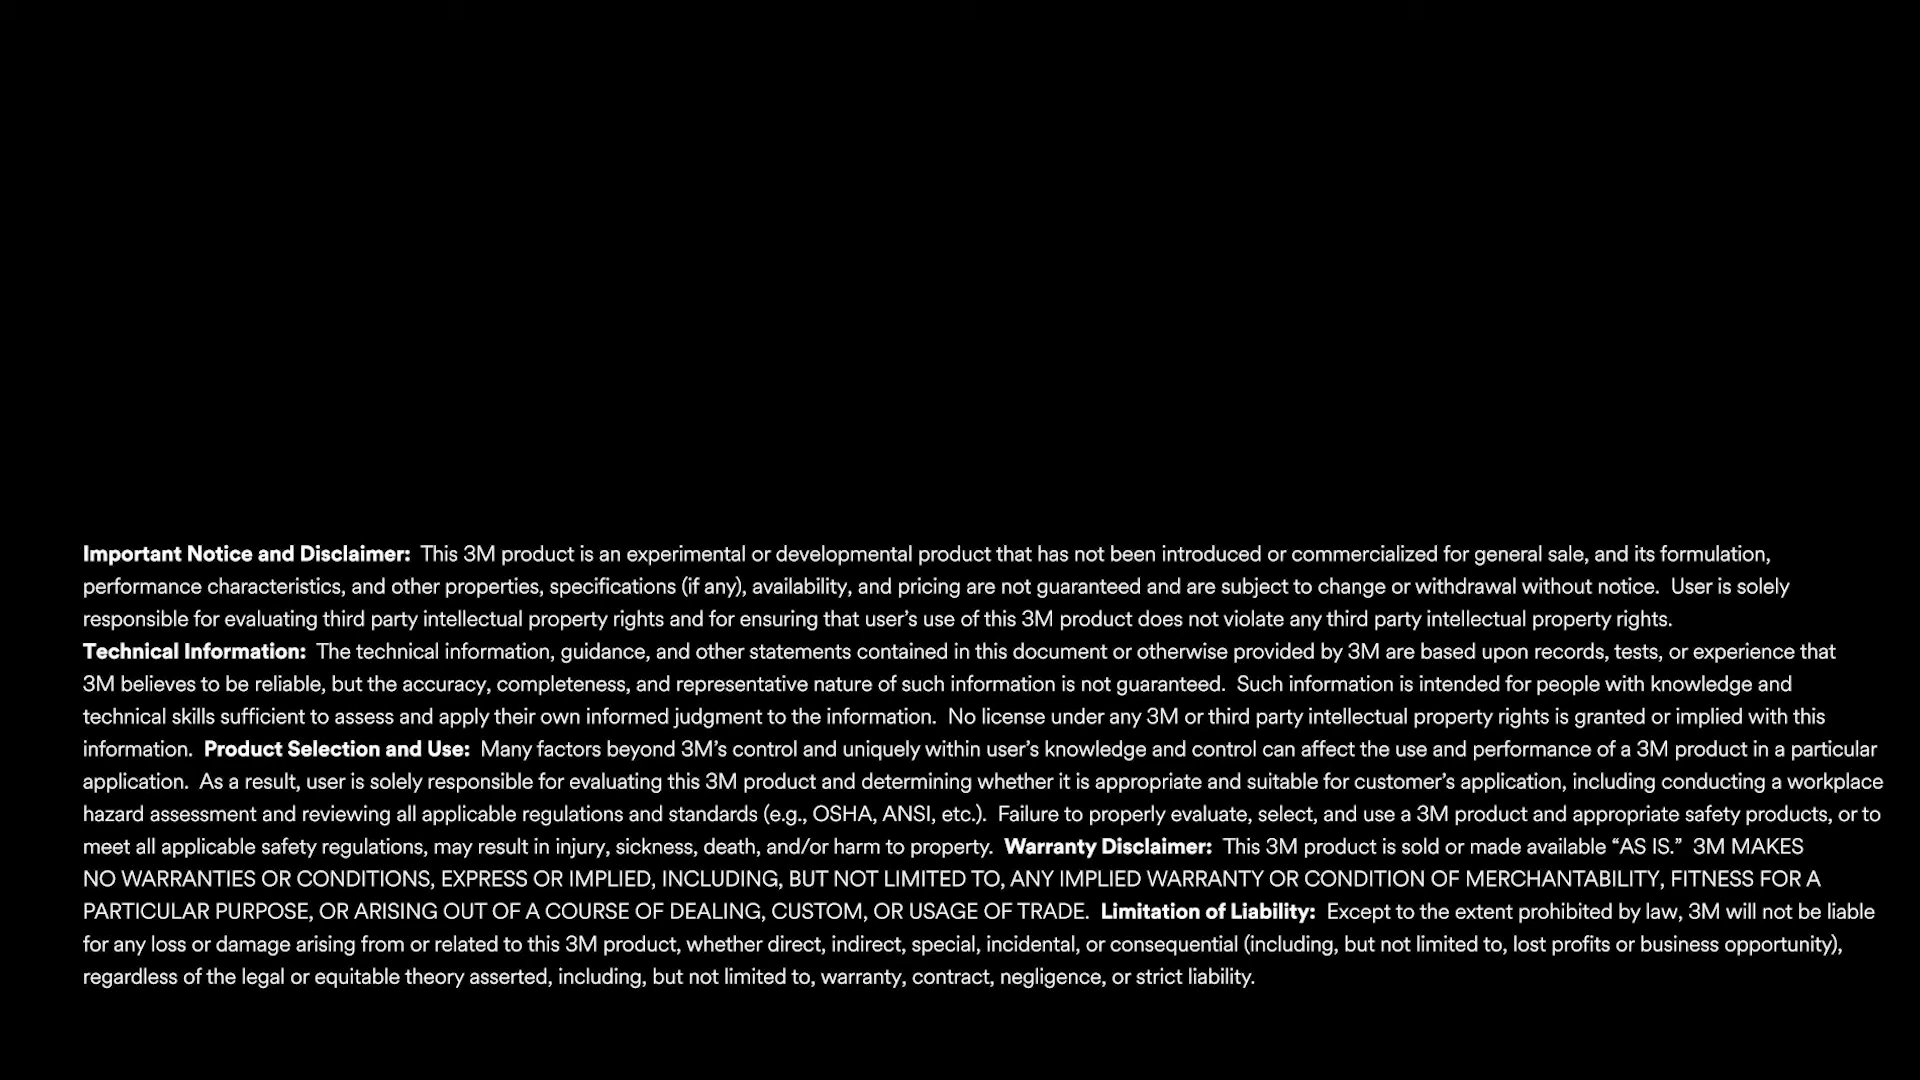 Important Notice and Disclaimer:  This 3M product is an experimental or developmental product that has not been introduced or commercialized for general sale, and its formulation,
performance characteristics, and other properties, specifications (if any), availability, and pricing are not guaranteed and are subject to change or withdrawal without notice.  User is solely
responsible for evaluating third party intellectual property rights and for ensuring that user’s use of this 3M product does not violate any third party intellectual property rights.
Technical Information:  The technical information, guidance, and other statements contained in this document or otherwise provided by 3M are based upon records, tests, or experience that
3M believes to be reliable, but the accuracy, completeness, and representative nature of such information is not guaranteed.  Such information is intended for people with knowledge and
technical skills sufficient to assess and apply their own informed judgment to the information.  No license under any 3M or third party intellectual property rights is granted or implied with this
information.  Product Selection and Use:  Many factors beyond 3M’s control and uniquely within user’s knowledge and control can affect the use and performance of a 3M product in a particular
application.  As a result, user is solely responsible for evaluating this 3M product and determining whether it is appropriate and suitable for customer’s application, including conducting a workplace
hazard assessment and reviewing all applicable regulations and standards (e.g., OSHA, ANSI, etc.).  Failure to properly evaluate, select, and use a 3M product and appropriate safety products, or to
meet all applicable safety regulations, may result in injury, sickness, death, and/or harm to property.  Warranty Disclaimer:  This 3M product is sold or made available “AS IS.”  3M MAKES
NO WARRANTIES OR CONDITIONS, EXPRESS OR IMPLIED, INCLUDING, BUT NOT LIMITED TO, ANY IMPLIED WARRANTY OR CONDITION OF MERCHANTABILITY, FITNESS FOR A
PARTICULAR PURPOSE, OR ARISING OUT OF A COURSE OF DEALING, CUSTOM, OR USAGE OF TRADE.  Limitation of Liability:  Except to the extent prohibited by law, 3M will not be liable
for any loss or damage arising from or related to this 3M product, whether direct, indirect, special, incidental, or consequential (including, but not limited to, lost profits or business opportunity),
regardless of the legal or equitable theory asserted, including, but not limited to, warranty, contract, negligence, or strict liability.